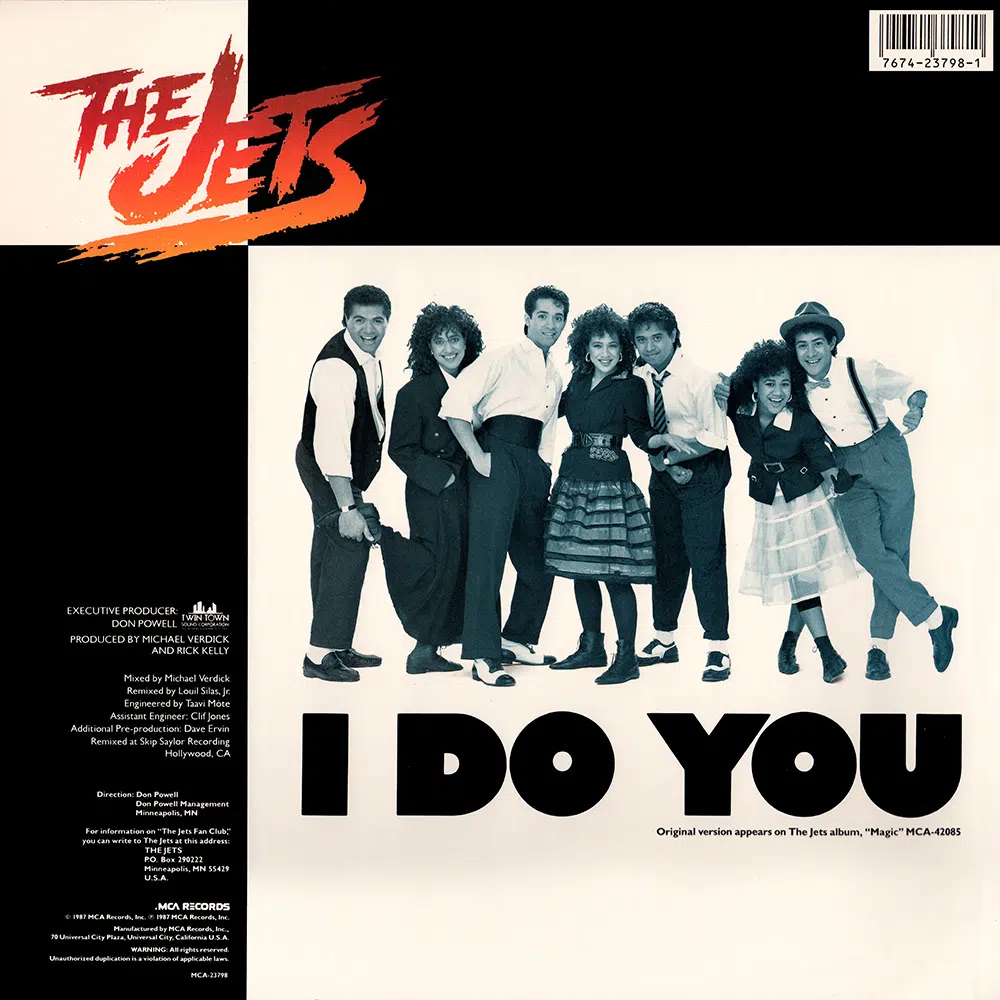 THE JETS
7674-23798-1
EXECUTIVE PRODUCER:
DON POWELL
TWIN TOWN
SOUND CORPORATION
PRODUCED BY MICHAEL VERDICK
AND RICK KELLY
Mixed by Michael Verdick
Remixed by Louil Silas, Jr.
Engineered by Taavi Mote
Assistant Engineer: Clif Jones
Additional Pre-production: Dave Ervin
Remixed at Skip Saylor Recording
Hollywood, CA
Direction: Don Powell
Don Powell Management
Minneapolis, MN
For information on “The Jets Fan Club,”
you can write to The Jets at this address:
THE JETS
P.O. Box 290222
Minneapolis, MN 55429
U.S.A.
.MCA RECORDS
© 1987 MCA Records, Inc. ℗ 1987 MCA Records, Inc.
Manufactured by MCA Records, Inc.,
70 Universal City Plaza, Universal City, California U.S.A.
WARNING: All rights reserved.
Unauthorized duplication is a violation of applicable laws.
MCA-23798
I DO YOU
Original version appears on The Jets album, “Magic” MCA-42085